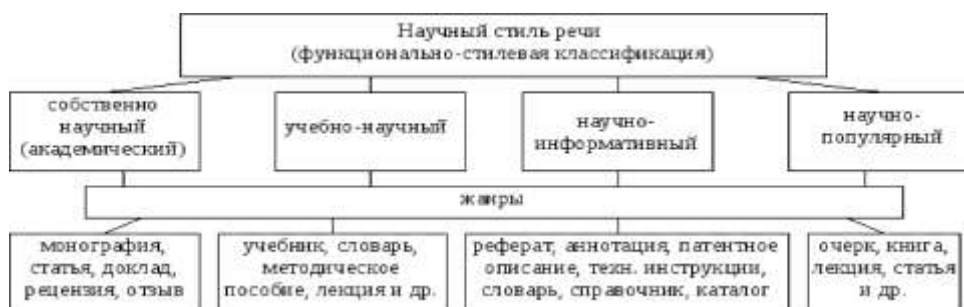 Научный стиль речи
(функционально-стилевая классификация)
собственно
научный
(академический)
учебно-научный
научно-
информативный
научно-
популярный
жанры
монография,
статья, доклад,
рецензия, отзыв
учебник, словарь,
методическое
пособие, лекция и др.
реферат, аннотация, патентное
описание, техн. инструкции,
словарь, справочник, каталог
очерк, книга,
лекция, статья
и др.